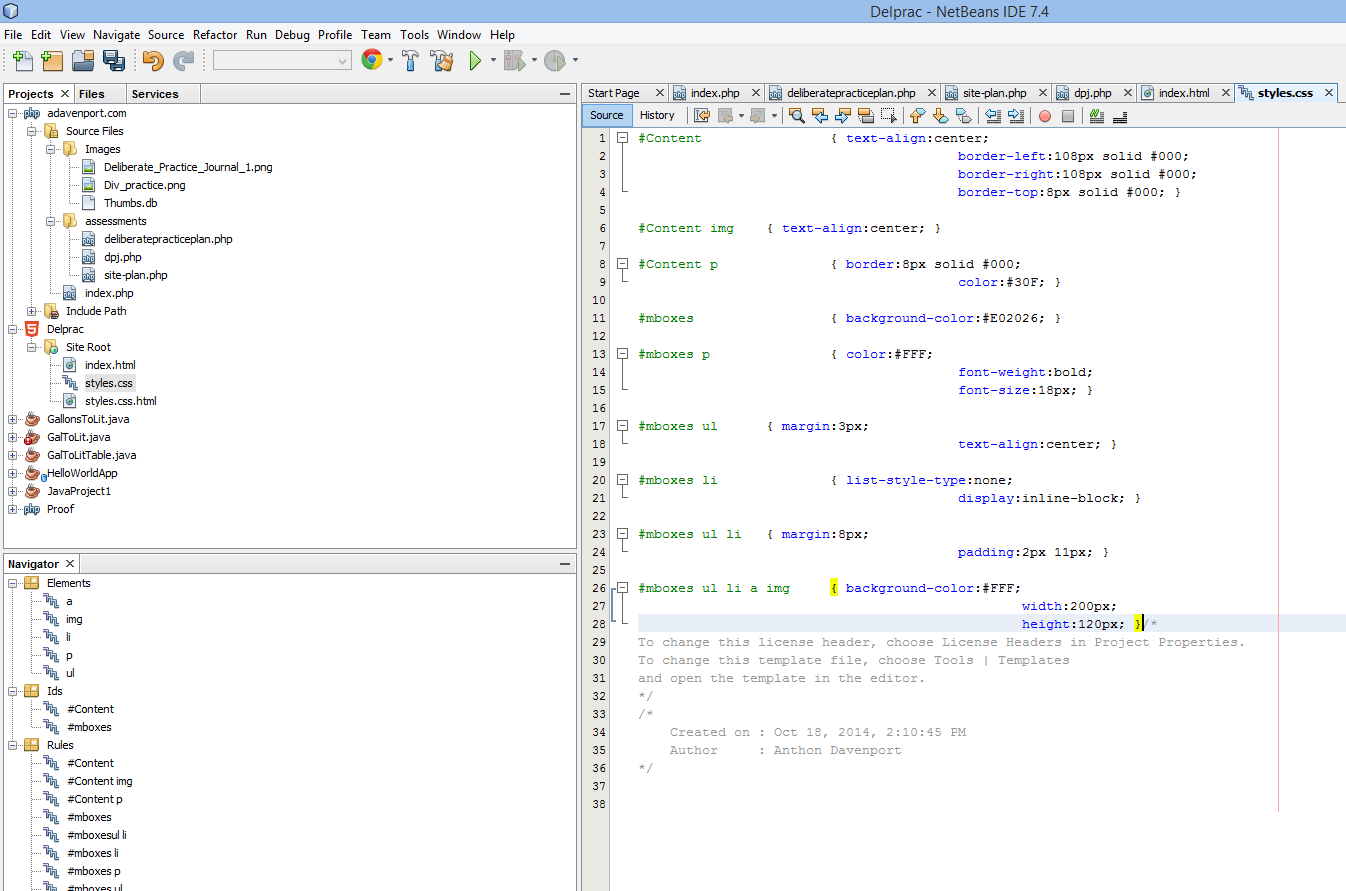 Delprac - NetBeans IDE 7.4
File Edit View Navigate Source Refactor Run Debug Profile Team Tools Window Help
Projects Files Services
adavenport.com
Source Files
Images
Deliberate_Practice_Journal_1.png
Div_practice.png
Thumbs.db
assessments
deliberatepracticeplan.php
dpj.php
site-plan.php
index.php
Include Path
Delprac
Site Root
index.html
styles.css
styles.css.html
GallonsToLit.java
GalToLit.java
GalToLitTable.java
HelloWorldApp
JavaProject1
Proof
Navigator
Elements
a
img
li
p
ul
Ids
#Content
#mboxes
Rules
#Content
#Content img
#Content p
#mboxes
#mboxesul li
#mboxes li
#mboxes p
#mboxes ul
Start Page index.php deliberatepracticeplan.php site-plan.php dpj.php index.html styles.css
Source History
1 #Content { text-align:center;
2 border-left:108px solid #000;
3 border-right:108px solid #000;
4 border-top:8px solid #000; }
5
6 #Content img { text-align:center; }
7
8 #Content p { border:8px solid #000;
9 color:#30F; }
10
11 #mboxes { background-color:#E02026; }
12
13 #mboxes p { color:#FFF;
14 font-weight:bold;
15 font-size:18px; }
16
17 #mboxes ul { margin:3px;
18 text-align:center; }
19
20 #mboxes li { list-style-type:none;
21 display:inline-block; }
22
23 #mboxes ul li { margin:8px;
24 padding:2px 11px; }
25
26 #mboxes ul li a img { background-color:#FFF;
27 width:200px;
28 height:120px; }/*
29 To change this license header, choose License Headers in Project Properties.
30 To change this template file, choose Tools | Templates
31 and open the template in the editor.
32 */
33 /*
34 Created on : Oct 18, 2014, 2:10:45 PM
35 Author : Anthon Davenport
36 */
37
38